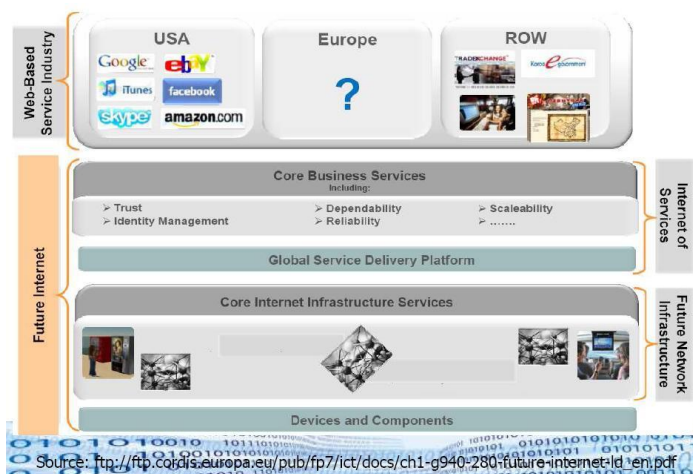 Web-Based
Service Industry
USA
Google
ebY
iTunes
facebook
skype
amazon.com
Europe
?
ROW
TRADERXCHANGE
Future Internet
Core Business Services
Including:
➢ Trust
➢ Dependability
➢ Scaleability
➢ Identity Management
➢ Reliability
➢ .......
Global Service Delivery Platform
Internet of
Services
Core Internet Infrastructure Services
Future Network
Infrastructure
Devices and Components
Source: ftp://ftp.cordis.europa.eu/pub/fp7/ict/docs/ch1-g940-280-future-internet-ld_en.pdf